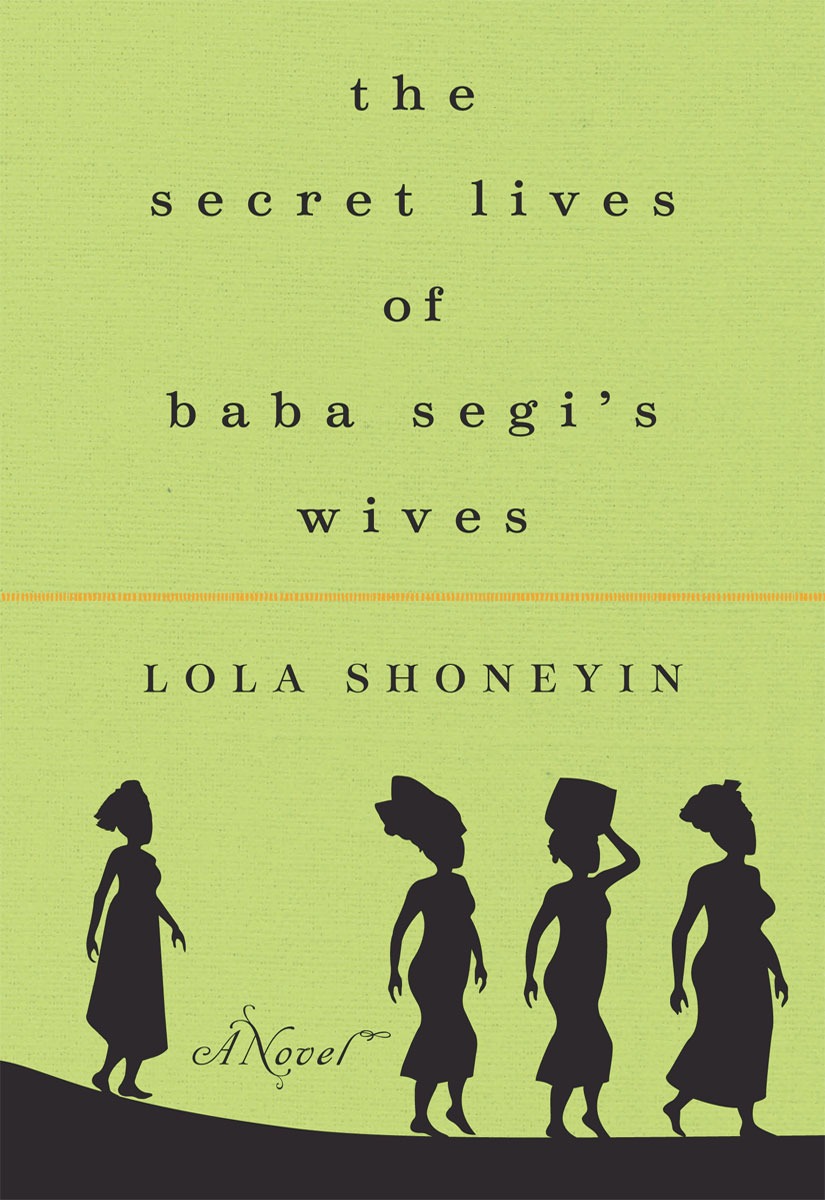 the
secret lives
of
baba segi’s
wives
LOLA SHONEYIN
A Novel